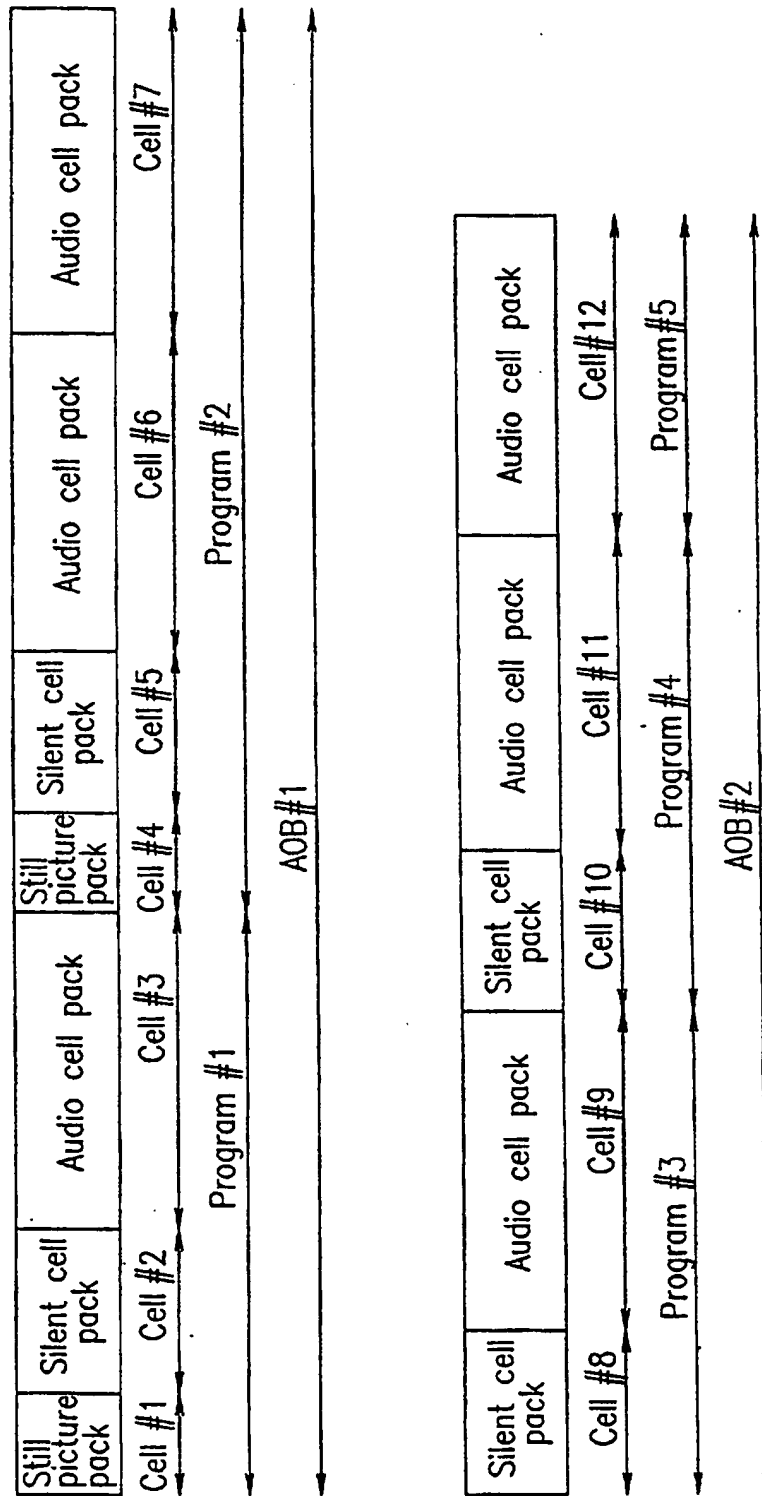 Still
picture
pack
Silent cell
pack
Audio cell pack
Still
picture
pack
Silent cell
pack
Audio cell pack
Audio cell pack
Cell #1
Cell #2
Cell #3
Cell #4
Cell #5
Cell #6
Cell #7
Program #1
Program #2
AOB#1
Silent cell
pack
Audio cell pack
Silent cell
pack
Audio cell pack
Audio cell pack
Cell #8
Cell #9
Cell #10
Cell #11
Cell#12
Program #3
Program #4
Program#5
AOB#2